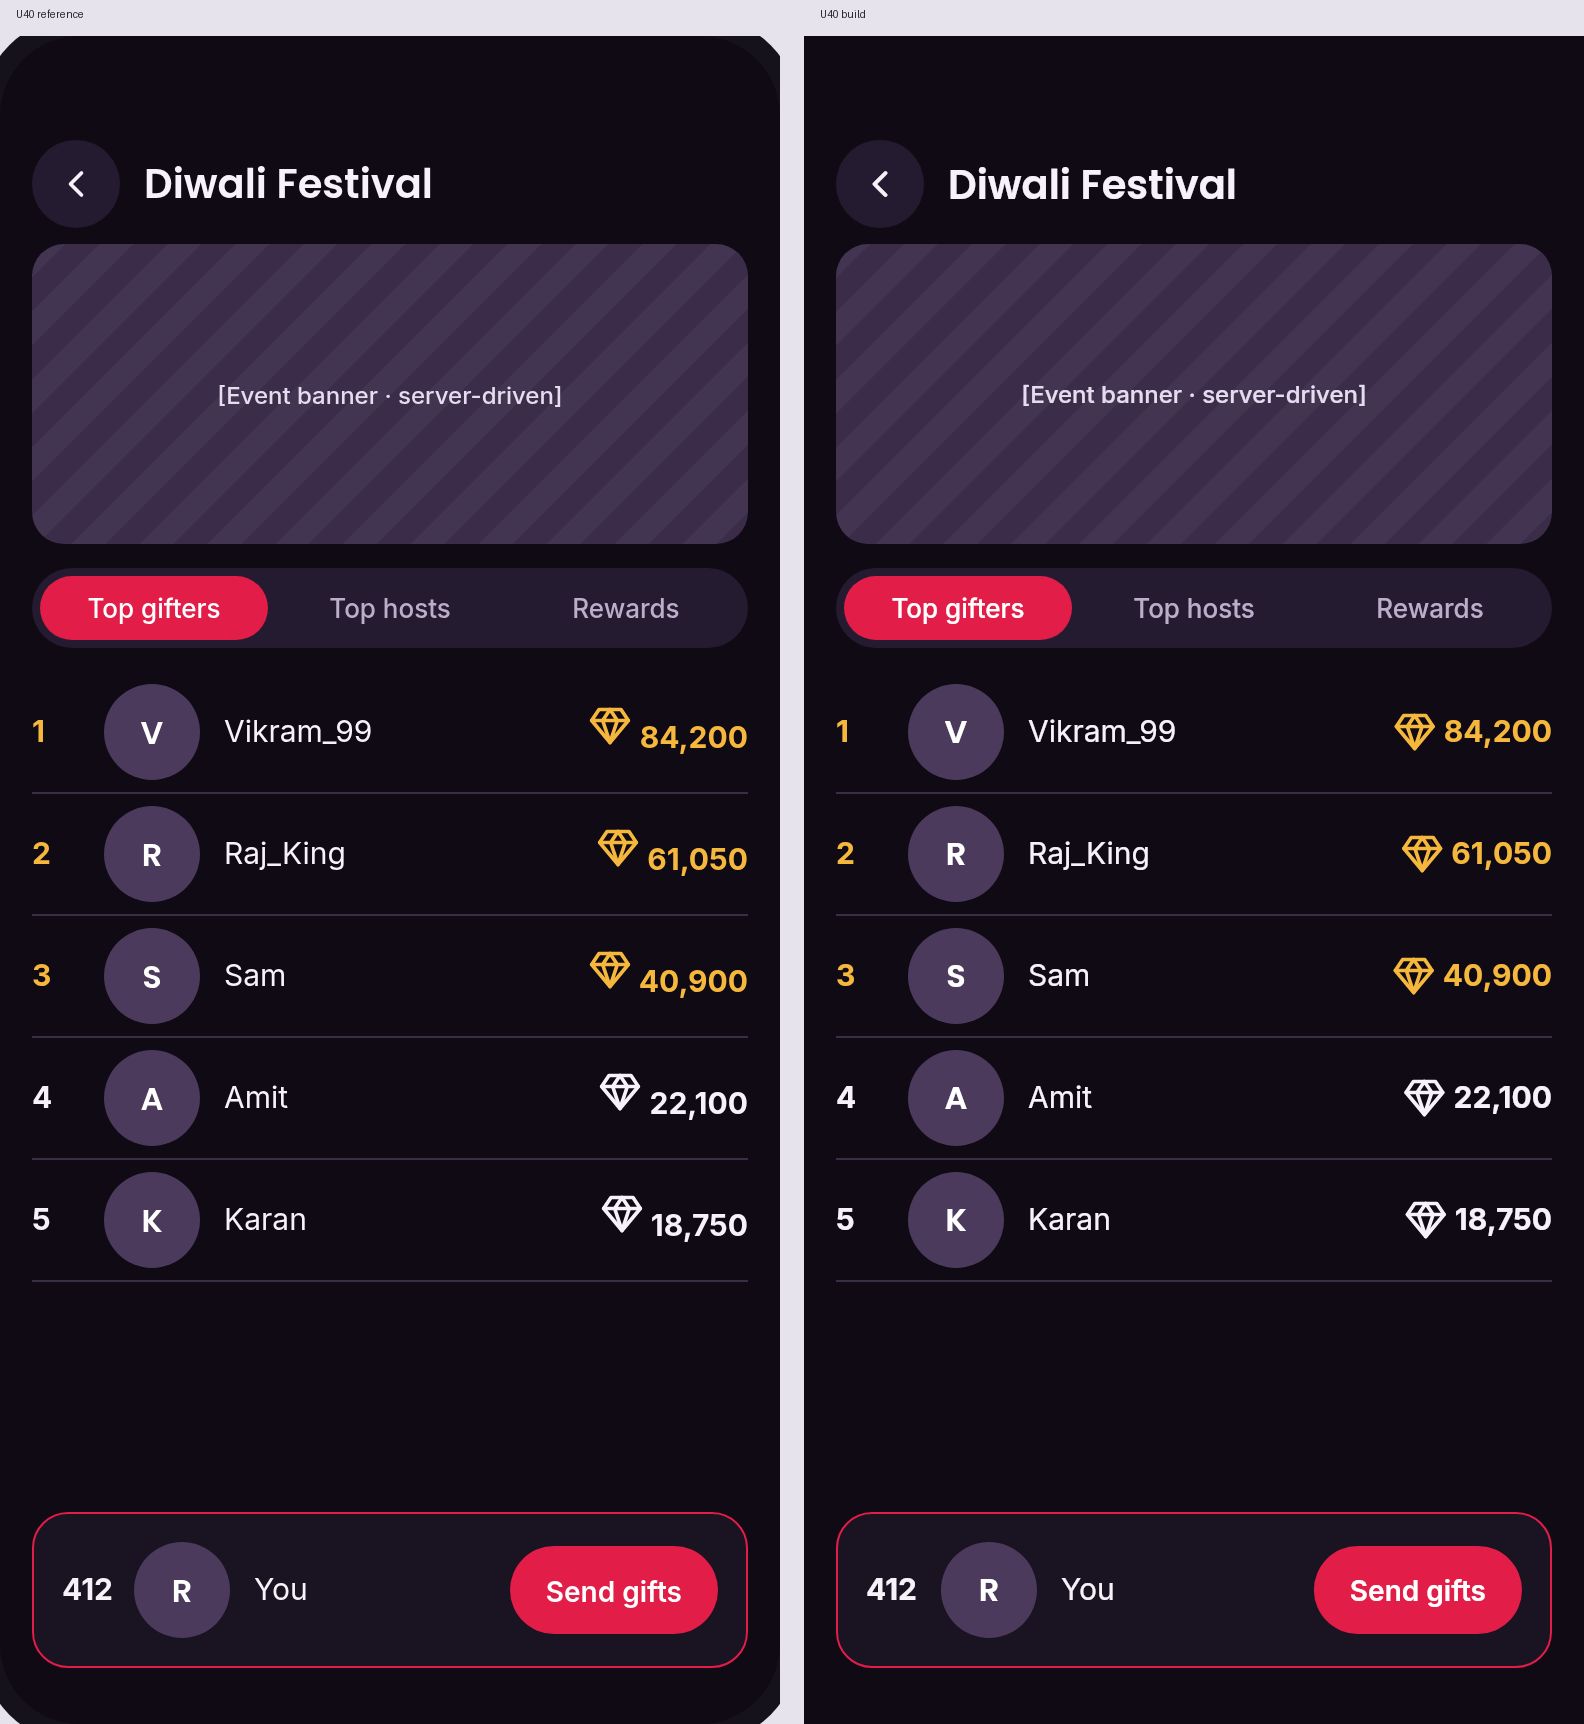 U40 reference
Diwali Festival
[Event banner · server-driven]
Top gifters Top hosts Rewards
1 V Vikram_99 84,200
2 R Raj_King 61,050
3 S Sam 40,900
4 A Amit 22,100
5 K Karan 18,750
412 R You Send gifts
U40 build
Diwali Festival
[Event banner · server-driven]
Top gifters Top hosts Rewards
1 V Vikram_99 84,200
2 R Raj_King 61,050
3 S Sam 40,900
4 A Amit 22,100
5 K Karan 18,750
412 R You Send gifts